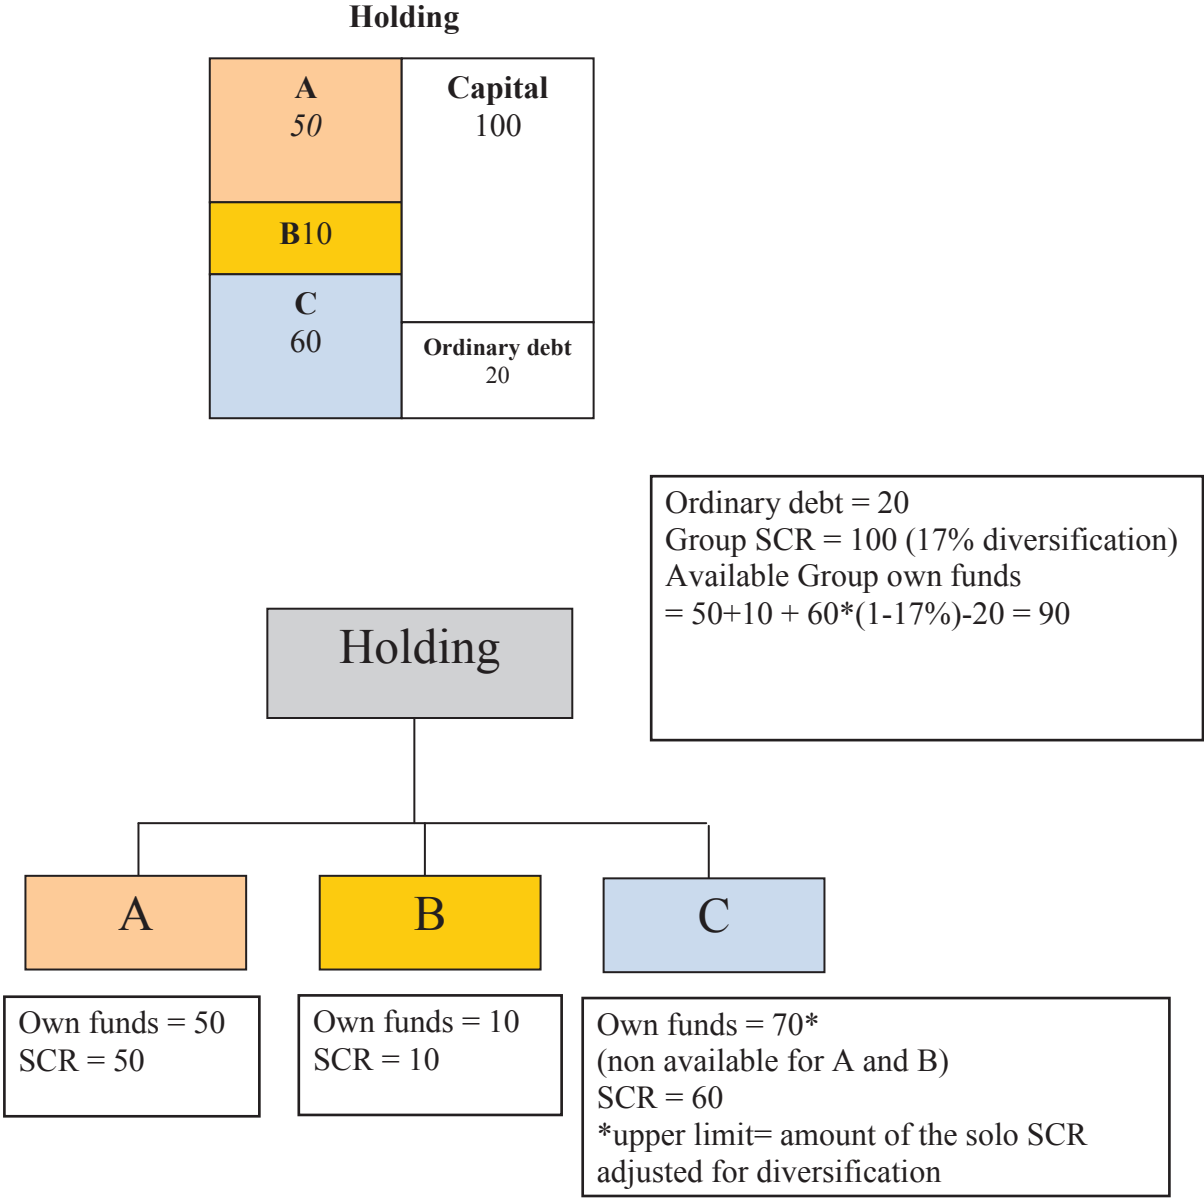 Holding
A
50
Capital
100
B10
C
60
Ordinary debt
20
Ordinary debt = 20
Group SCR = 100 (17% diversification)
Available Group own funds
= 50+10 + 60*(1-17%)-20 = 90
Holding
A
B
C
Own funds = 50
SCR = 50
Own funds = 10
SCR = 10
Own funds = 70*
(non available for A and B)
SCR = 60
*upper limit= amount of the solo SCR
adjusted for diversification